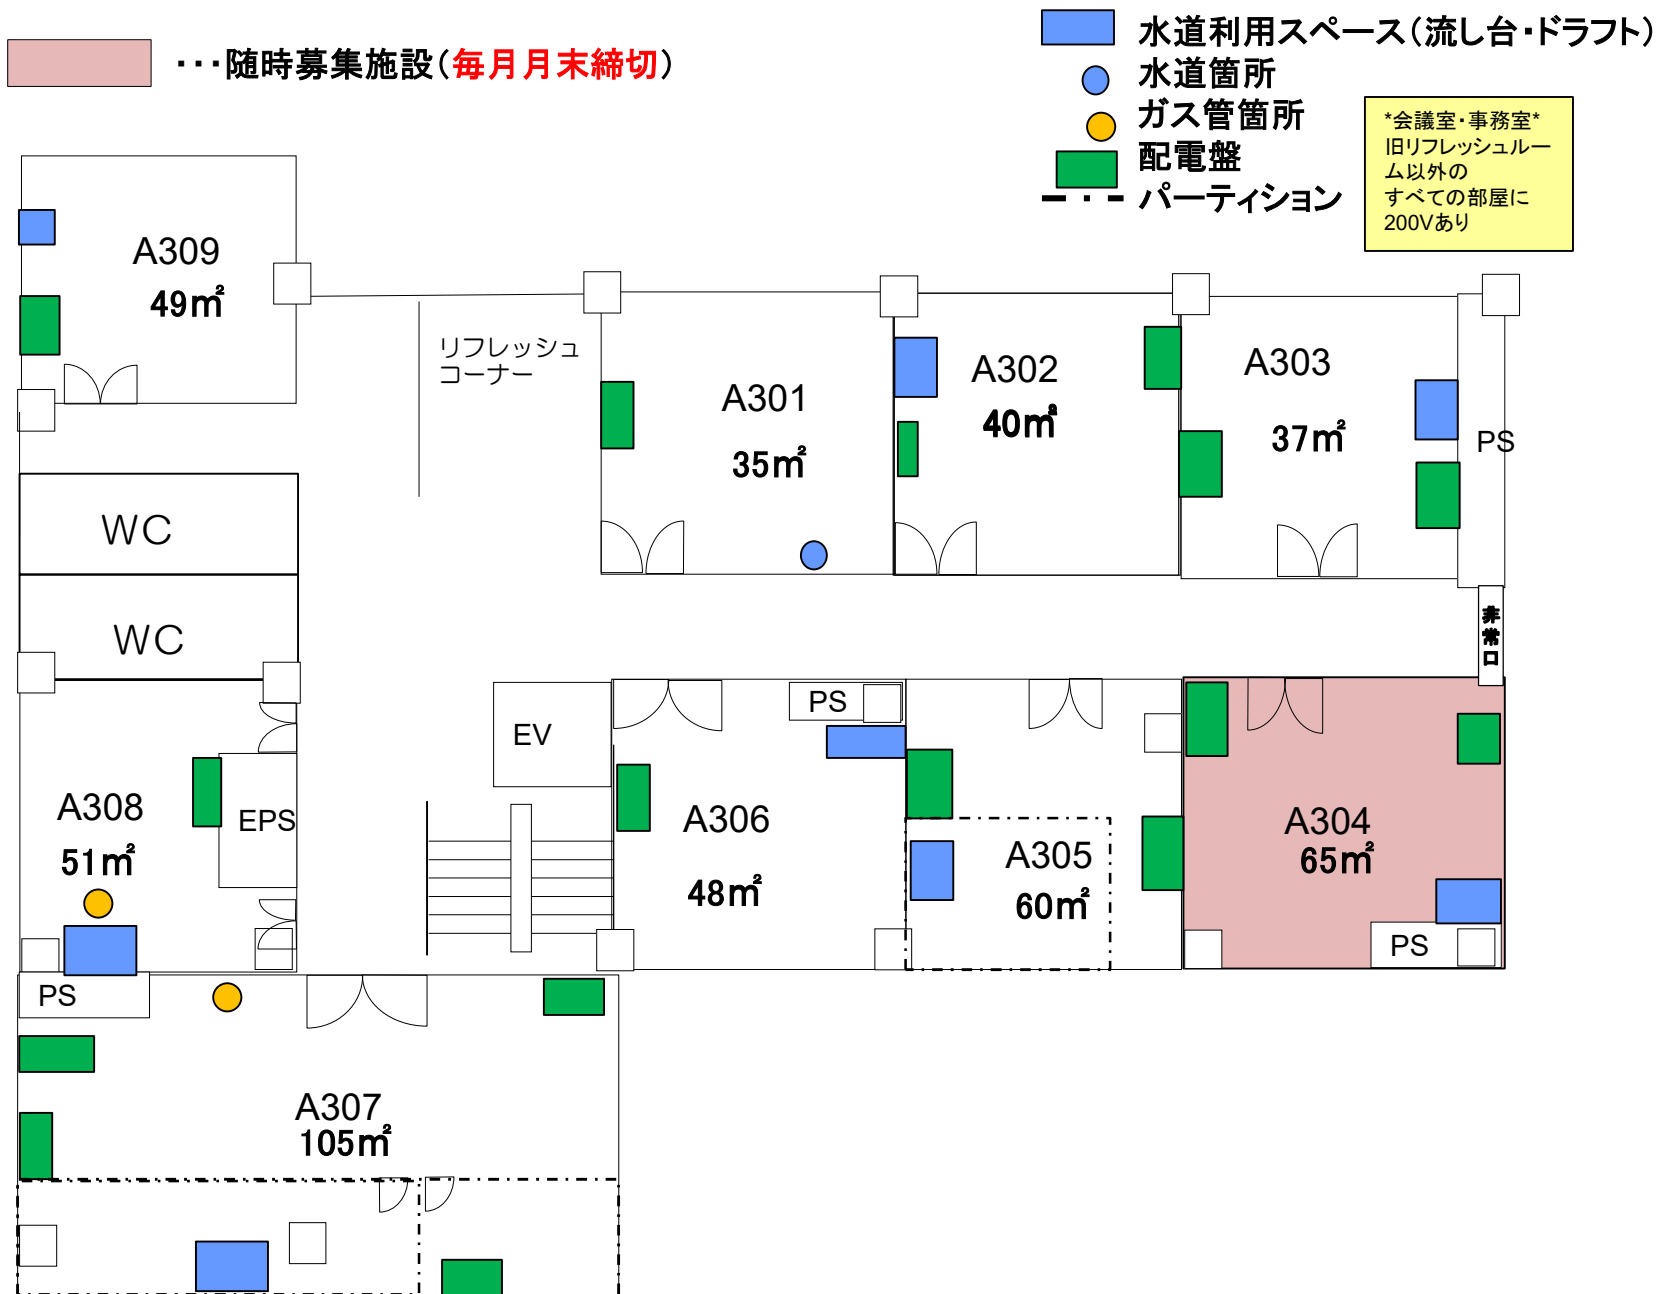 ･･･随時募集施設（毎月月末締切）
水道利用スペース（流し台・ドラフト）
水道箇所
ガス管箇所
配電盤
パーティション
*会議室・事務室*
旧リフレッシュルー
ム以外の
すべての部屋に
200Vあり
A309
49㎡
リフレッシュ
コーナー
A301
35㎡
A302
40㎡
A303
37㎡
PS
WC
WC
非常口
A308
51㎡
EPS
EV
PS
A306
48㎡
A305
60㎡
A304
65㎡
PS
PS
A307
105㎡